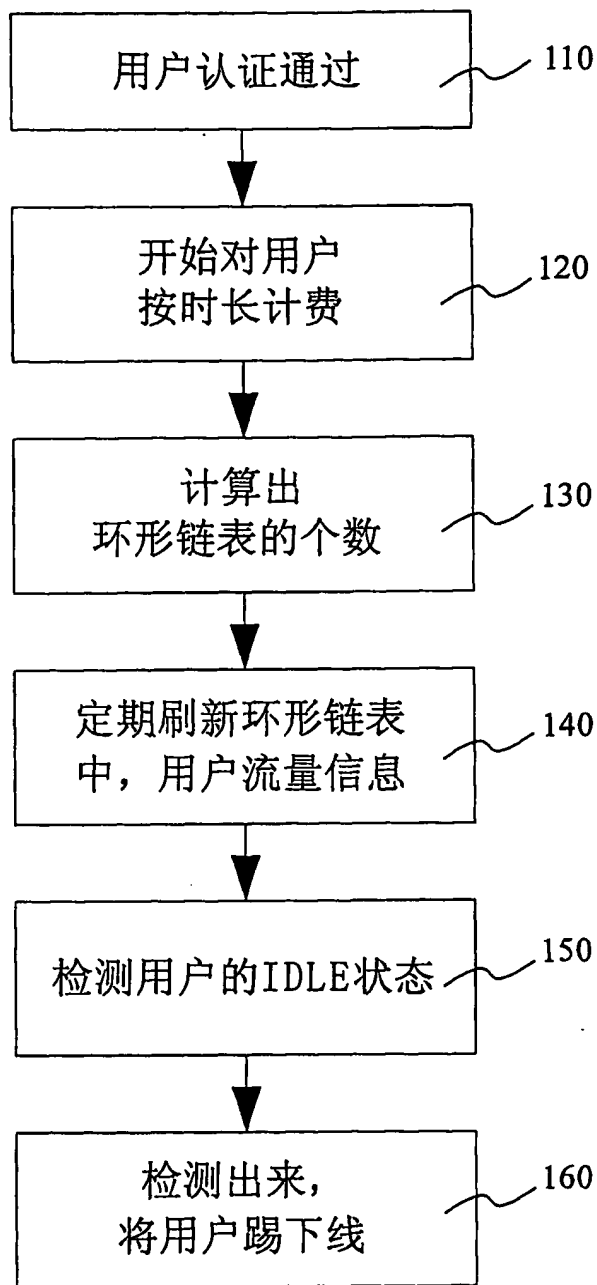 用户认证通过
110
开始对用户
按时长计费
120
计算出
环形链表的个数
130
定期刷新环形链表
中，用户流量信息
140
检测用户的IDLE状态
150
检测出来，
将用户踢下线
160